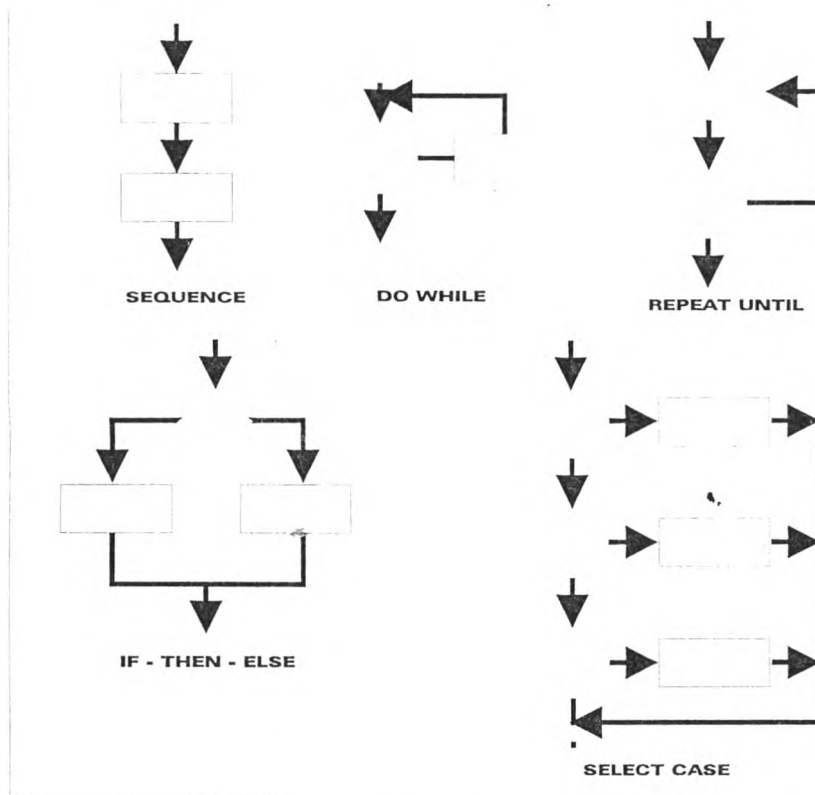 SEQUENCE
DO WHILE
REPEAT UNTIL
IF - THEN - ELSE
SELECT CASE